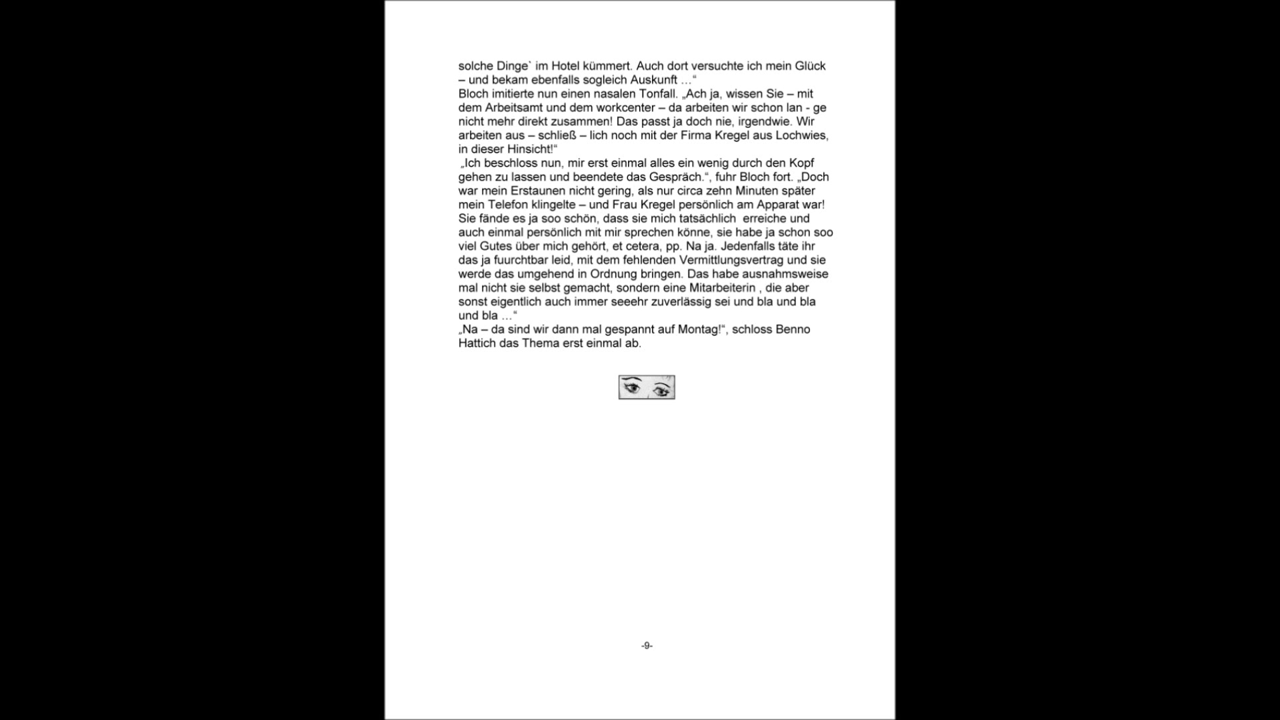 solche Dinge` im Hotel kümmert. Auch dort versuchte ich mein Glück
– und bekam ebenfalls sogleich Auskunft …“
Bloch imitierte nun einen nasalen Tonfall. „Ach ja, wissen Sie – mit
dem Arbeitsamt und dem workcenter – da arbeiten wir schon lan - ge
nicht mehr direkt zusammen! Das passt ja doch nie, irgendwie. Wir
arbeiten aus – schließ – lich noch mit der Firma Kregel aus Lochwies,
in dieser Hinsicht!“
„Ich beschloss nun, mir erst einmal alles ein wenig durch den Kopf
gehen zu lassen und beendete das Gespräch.“, fuhr Bloch fort. „Doch
war mein Erstaunen nicht gering, als nur circa zehn Minuten später
mein Telefon klingelte – und Frau Kregel persönlich am Apparat war!
Sie fände es ja soo schön, dass sie mich tatsächlich  erreiche und
auch einmal persönlich mit mir sprechen könne, sie habe ja schon soo
viel Gutes über mich gehört, et cetera, pp. Na ja. Jedenfalls täte ihr
das ja fuurchtbar leid, mit dem fehlenden Vermittlungsvertrag und sie
werde das umgehend in Ordnung bringen. Das habe ausnahmsweise
mal nicht sie selbst gemacht, sondern eine Mitarbeiterin , die aber
sonst eigentlich auch immer seeehr zuverlässig sei und bla und bla
und bla …“
„Na – da sind wir dann mal gespannt auf Montag!“, schloss Benno
Hattich das Thema erst einmal ab.
-9-